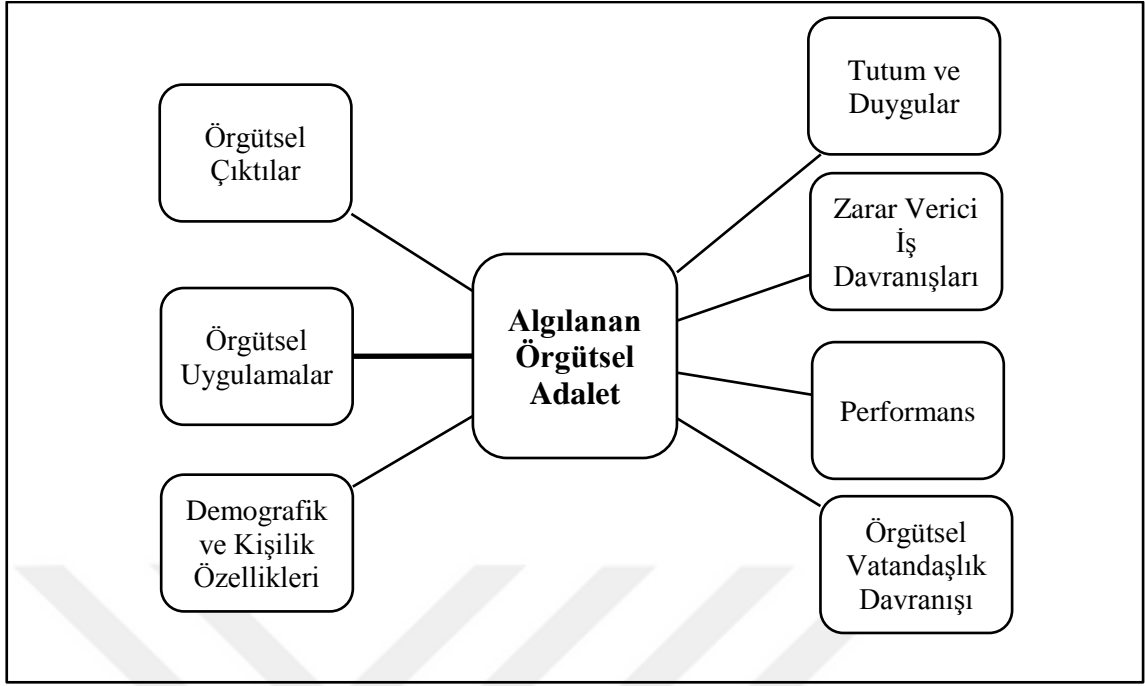 Örgütsel
Çıktılar
Örgütsel
Uygulamalar
Demografik
ve Kişilik
Özellikleri
Algılanan
Örgütsel
Adalet
Tutum ve
Duygular
Zarar Verici
İş
Davranışları
Performans
Örgütsel
Vatandaşlık
Davranışı